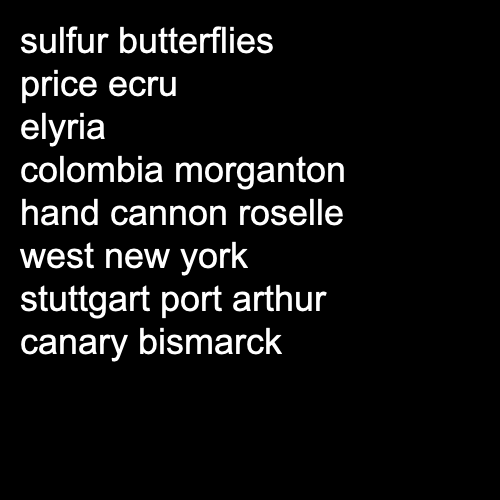 sulfur butterflies
price ecru
elyria
colombia morganton
hand cannon roselle
west new york
stuttgart port arthur
canary bismarck